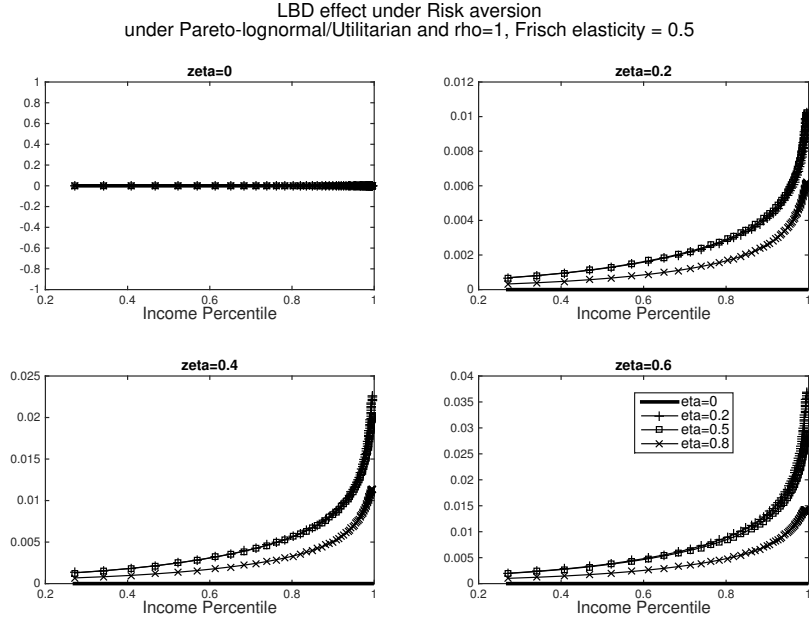 LBD effect under Risk aversion
under Pareto-lognormal/Utilitarian and rho=1, Frisch elasticity = 0.5
zeta=0
1
0.8
0.6
0.4
0.2
0
-0.2
-0.4
-0.6
-0.8
-1
0.2 0.4 0.6 0.8 1
Income Percentile
zeta=0.2
0.012
0.01
0.008
0.006
0.004
0.002
0
0.2 0.4 0.6 0.8 1
Income Percentile
zeta=0.4
0.025
0.02
0.015
0.01
0.005
0
0.2 0.4 0.6 0.8 1
Income Percentile
zeta=0.6
0.04
0.035
0.03
0.025
0.02
0.015
0.01
0.005
0
eta=0
eta=0.2
eta=0.5
eta=0.8
0.2 0.4 0.6 0.8 1
Income Percentile